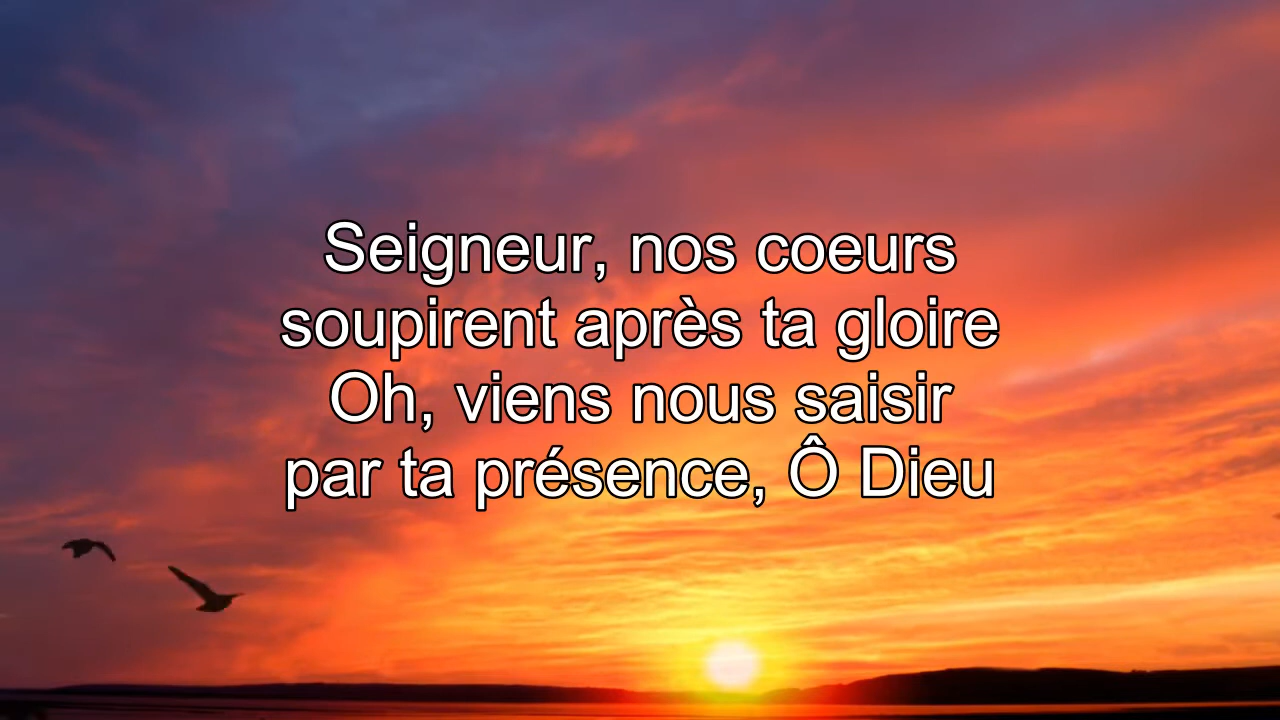 Seigneur, nos coeurs
soupirent après ta gloire
Oh, viens nous saisir
par ta présence, Ô Dieu